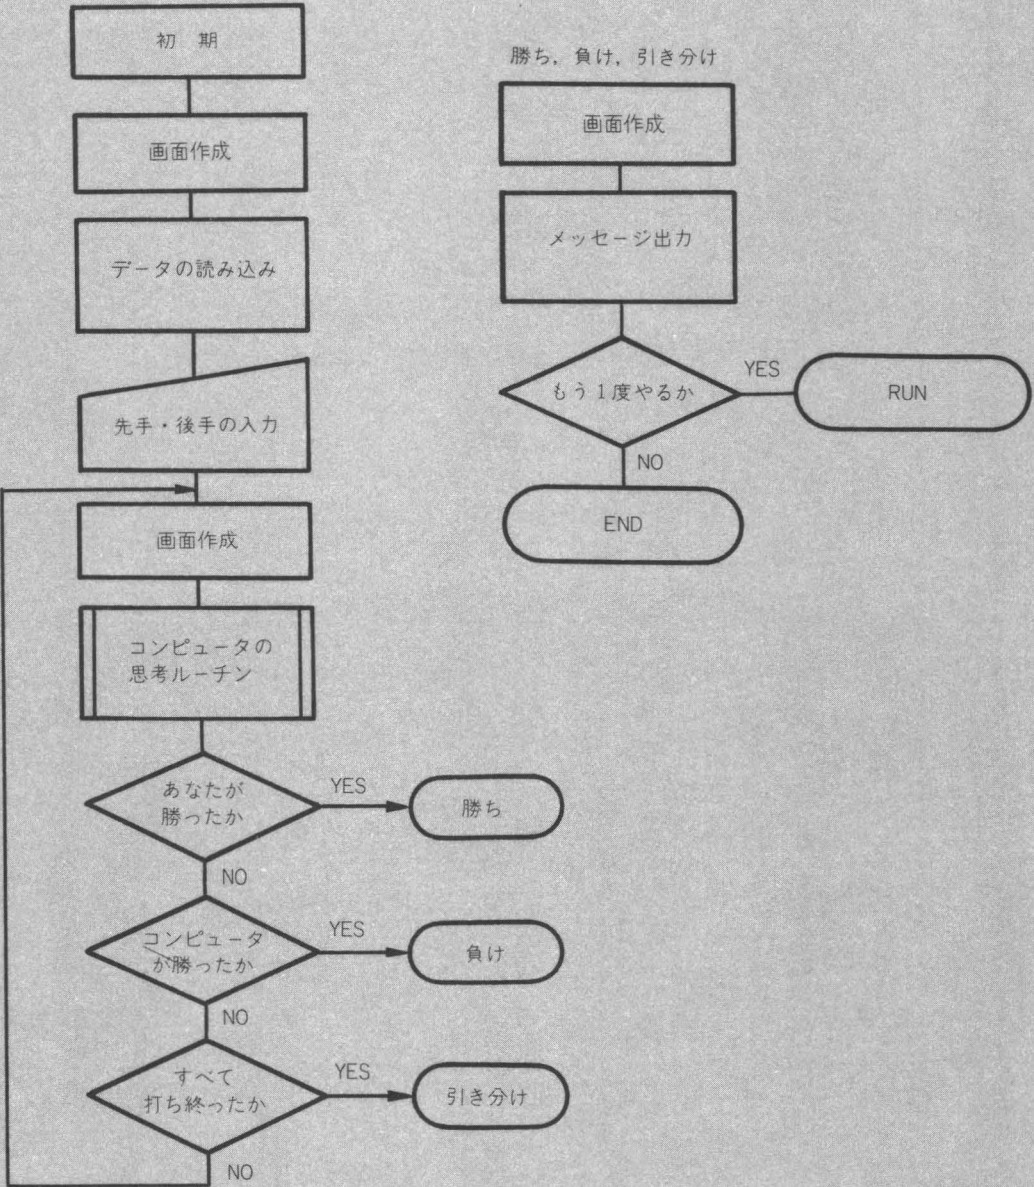 初 期
画面作成
データの読み込み
先手・後手の入力
画面作成
コンピュータの
思考ルーチン
あなたが
勝ったか
YES
勝ち
NO
コンピュータ
が勝ったか
YES
負け
NO
すべて
打ち終ったか
YES
引き分け
NO
勝ち,負け,引き分け
画面作成
メッセージ出力
もう1度やるか
YES
RUN
NO
END